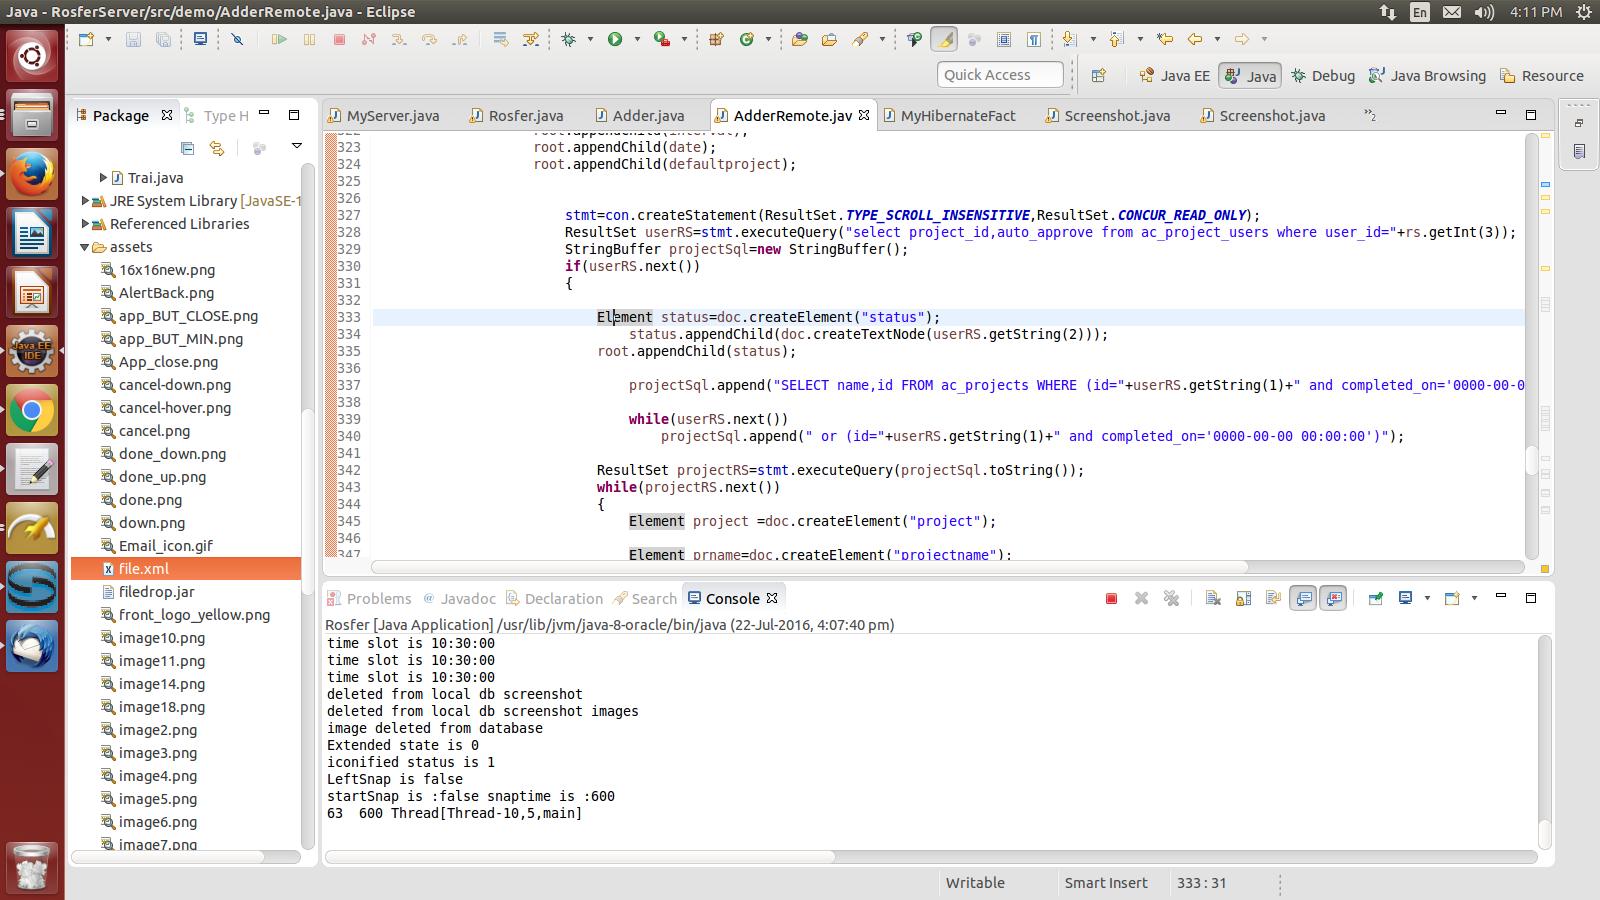 Java - RosferServer/src/demo/AdderRemote.java - Eclipse
En
4:11 PM
Quick Access
Java EE
Java
Debug
Java Browsing
Resource
Package
Type H
Trai.java
JRE System Library [JavaSE-1
Referenced Libraries
assets
16x16new.png
AlertBack.png
app_BUT_CLOSE.png
app_BUT_MIN.png
App_close.png
cancel-down.png
cancel-hover.png
cancel.png
done_down.png
done_up.png
done.png
down.png
Email_icon.gif
file.xml
filedrop.jar
front_logo_yellow.png
image10.png
image11.png
image14.png
image18.png
image2.png
image3.png
image4.png
image5.png
image6.png
image7.png
MyServer.java
Rosfer.java
Adder.java
AdderRemote.jav
MyHibernateFact
Screenshot.java
Screenshot.java
2
322 root.appendChild(interval);
323 root.appendChild(date);
324 root.appendChild(defaultproject);
325
326
327 stmt=con.createStatement(ResultSet.TYPE_SCROLL_INSENSITIVE,ResultSet.CONCUR_READ_ONLY);
328 ResultSet userRS=stmt.executeQuery("select project_id,auto_approve from ac_project_users where user_id="+rs.getInt(3));
329 StringBuffer projectSql=new StringBuffer();
330 if(userRS.next())
331 {
332
333 Element status=doc.createElement("status");
334 status.appendChild(doc.createTextNode(userRS.getString(2)));
335 root.appendChild(status);
336
337 projectSql.append("SELECT name,id FROM ac_projects WHERE (id="+userRS.getString(1)+" and completed_on='0000-00-0
338
339 while(userRS.next())
340 projectSql.append(" or (id="+userRS.getString(1)+" and completed_on='0000-00-00 00:00:00')");
341
342 ResultSet projectRS=stmt.executeQuery(projectSql.toString());
343 while(projectRS.next())
344 {
345 Element project =doc.createElement("project");
346
347 Element prname=doc.createElement("projectname");
Problems
@ Javadoc
Declaration
Search
Console
Rosfer [Java Application] /usr/lib/jvm/java-8-oracle/bin/java (22-Jul-2016, 4:07:40 pm)
time slot is 10:30:00
time slot is 10:30:00
time slot is 10:30:00
deleted from local db screenshot
deleted from local db screenshot images
image deleted from database
Extended state is 0
iconified status is 1
LeftSnap is false
startSnap is :false snaptime is :600
63  600 Thread[Thread-10,5,main]
Writable
Smart Insert
333 : 31